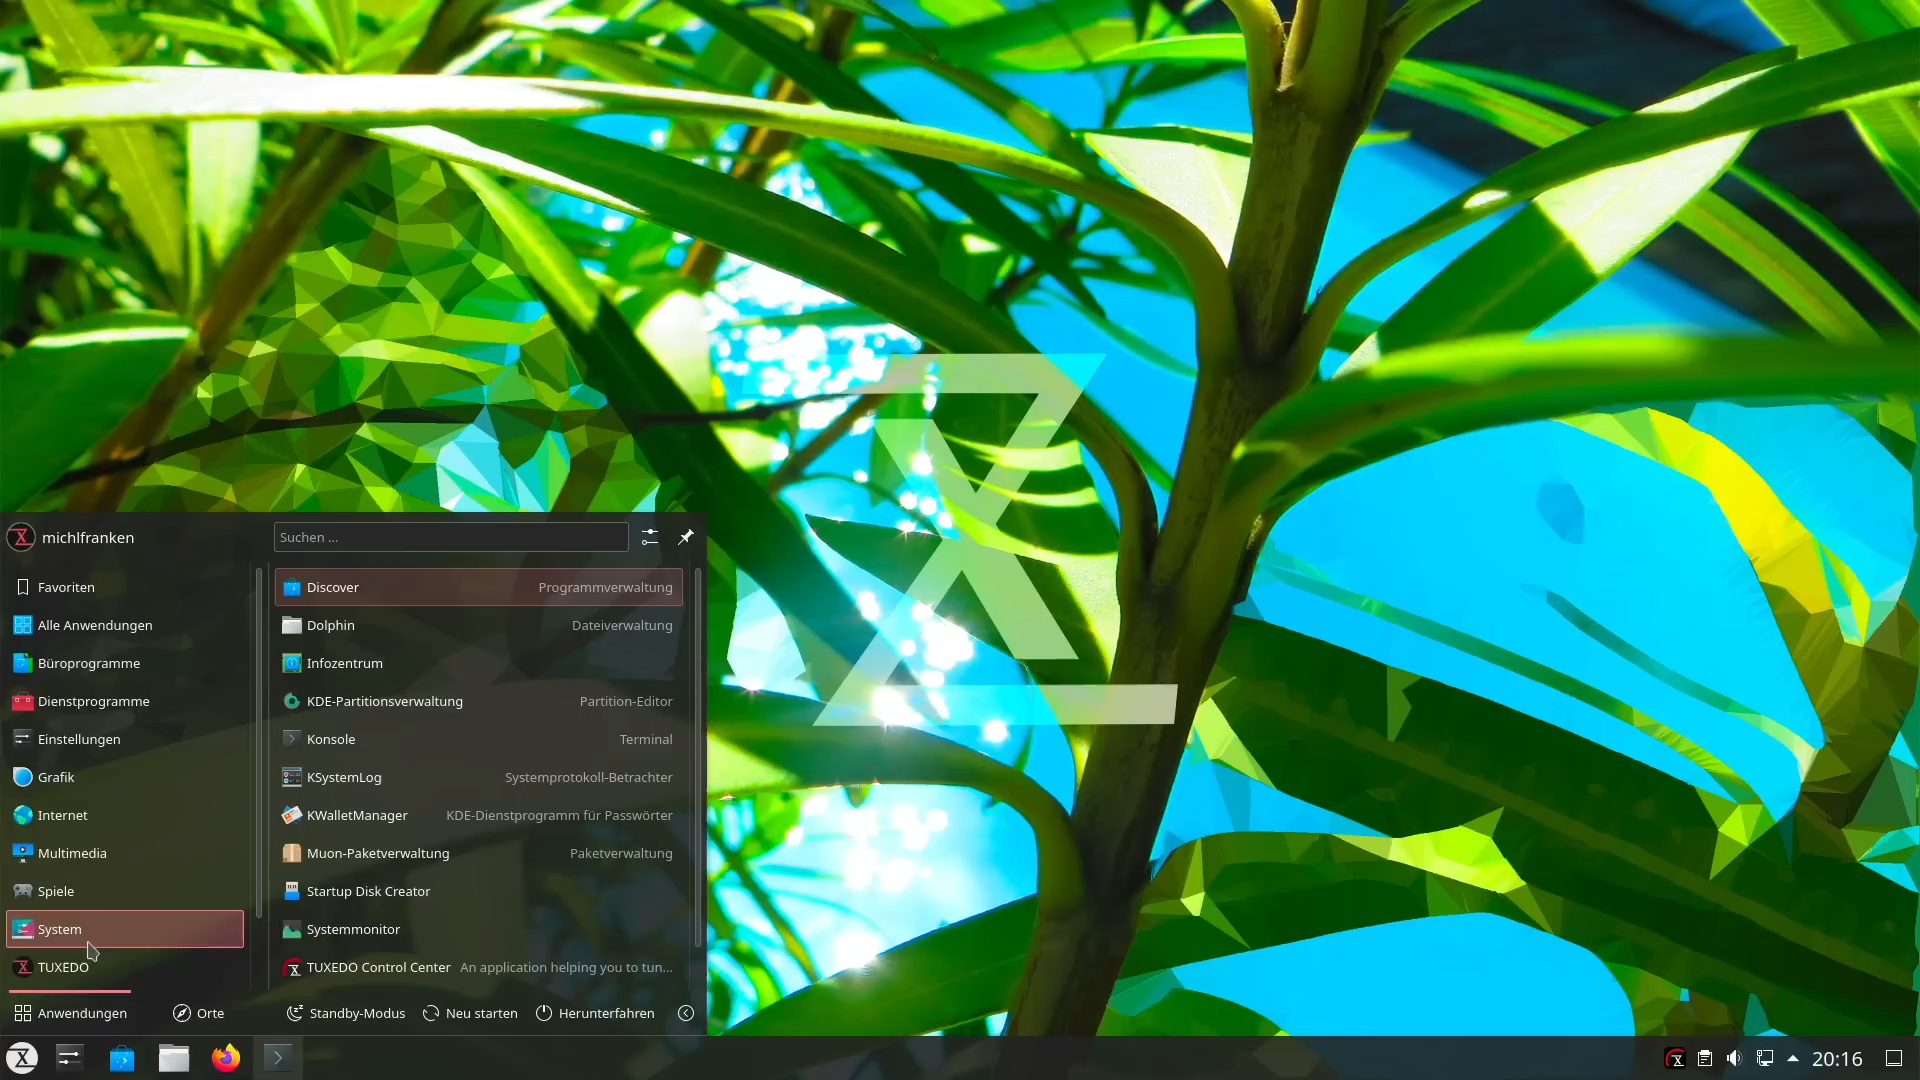 michlfranken
Suchen ...
Favoriten
Alle Anwendungen
Büroprogramme
Dienstprogramme
Einstellungen
Grafik
Internet
Multimedia
Spiele
System
TUXEDO
Discover Programmverwaltung
Dolphin Dateiverwaltung
Infozentrum
KDE-Partitionsverwaltung Partition-Editor
Konsole Terminal
KSystemLog Systemprotokoll-Betrachter
KWalletManager KDE-Dienstprogramm für Passwörter
Muon-Paketverwaltung Paketverwaltung
Startup Disk Creator
Systemmonitor
TUXEDO Control Center An application helping you to tun...
Anwendungen Orte Standby-Modus Neu starten Herunterfahren
20:16